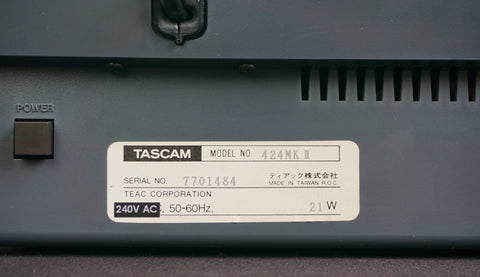 POWER
TASCAM MODEL NO. 424MK II
SERIAL NO. 7701484 ティアック株式会社
MADE IN TAIWAN R.O.C.
TEAC CORPORATION
240V AC, 50-60Hz, 21 W